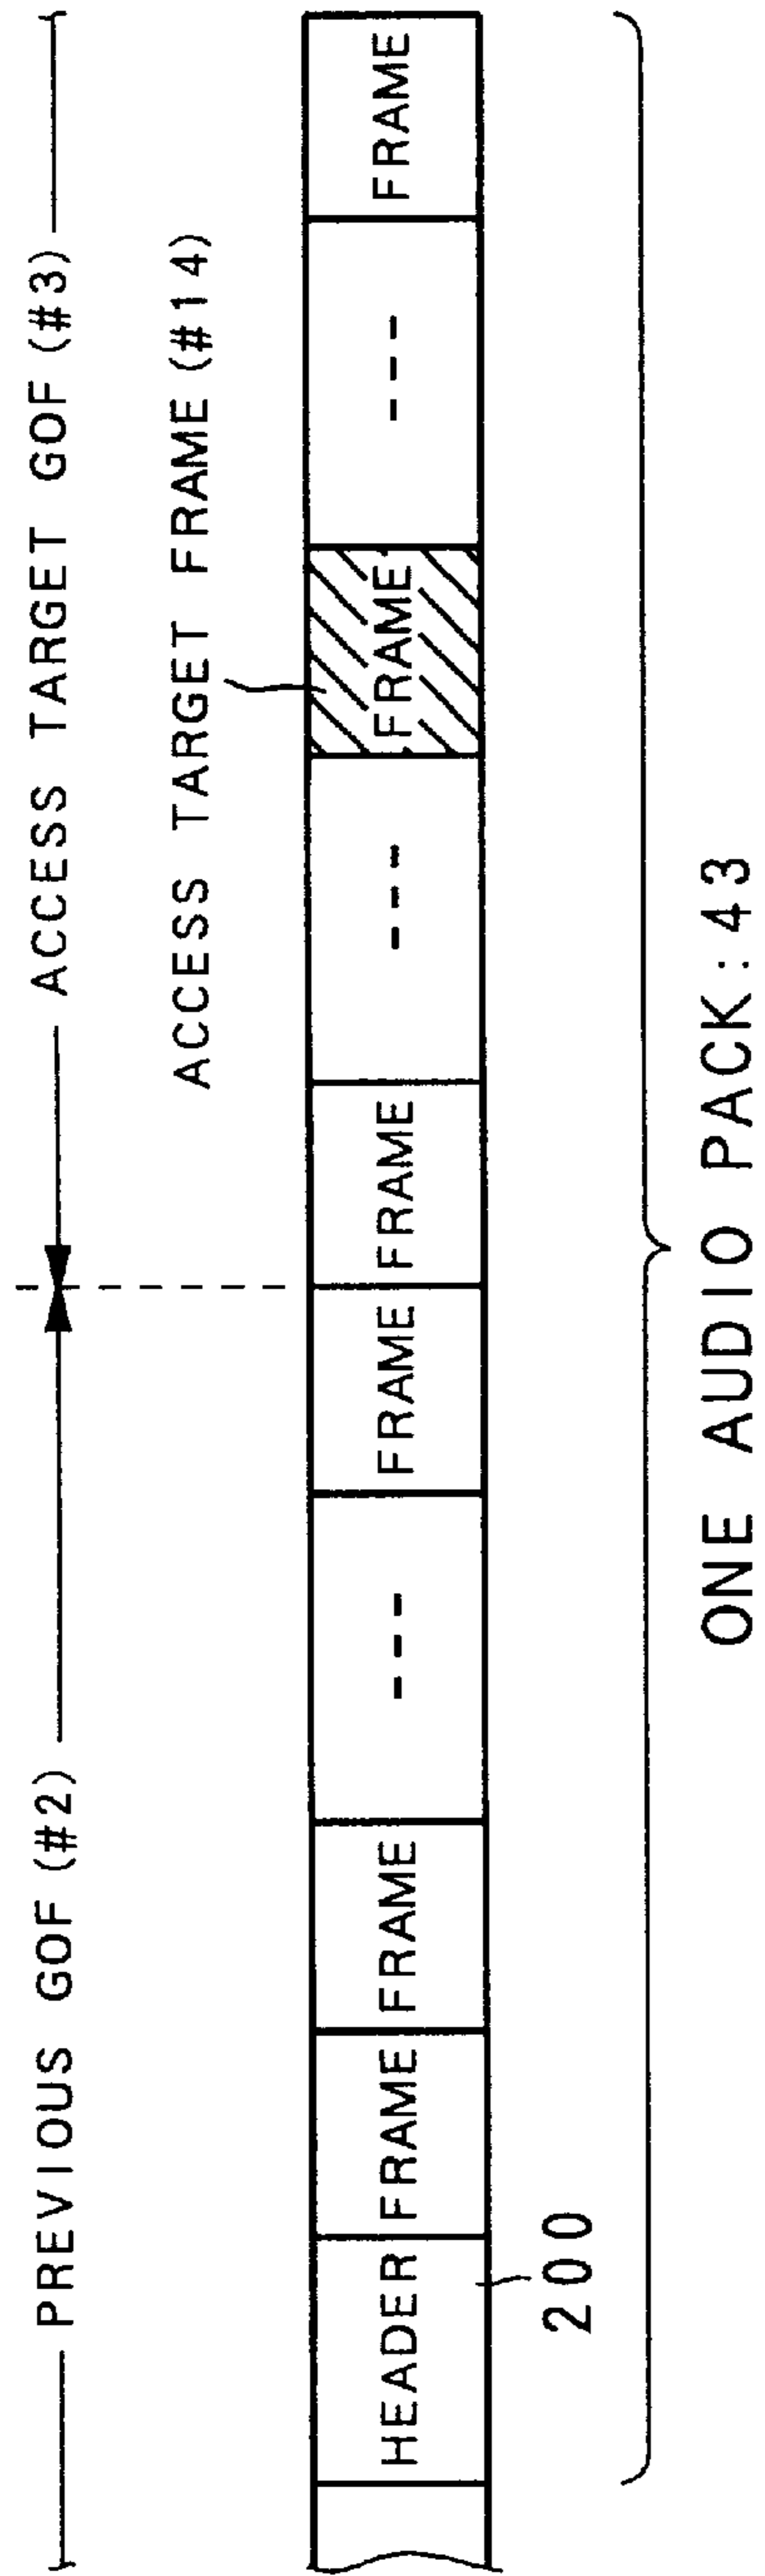 PREVIOUS GOF (#2)
ACCESS TARGET GOF (#3)
ACCESS TARGET FRAME (#14)
HEADER
FRAME
FRAME
---
FRAME
FRAME
---
FRAME
---
FRAME
200
ONE AUDIO PACK:43